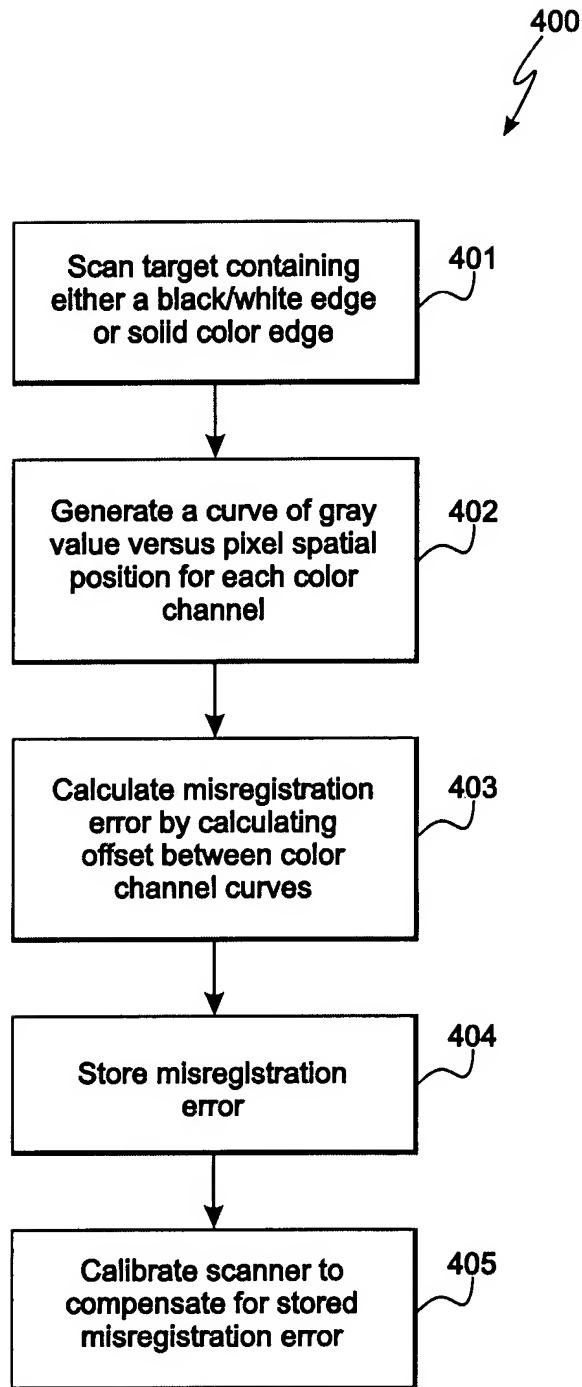 400
Scan target containing
either a black/white edge
or solid color edge
401
Generate a curve of gray
value versus pixel spatial
position for each color
channel
402
Calculate misregistration
error by calculating
offset between color
channel curves
403
Store misregistration
error
404
Calibrate scanner to
compensate for stored
misregistration error
405